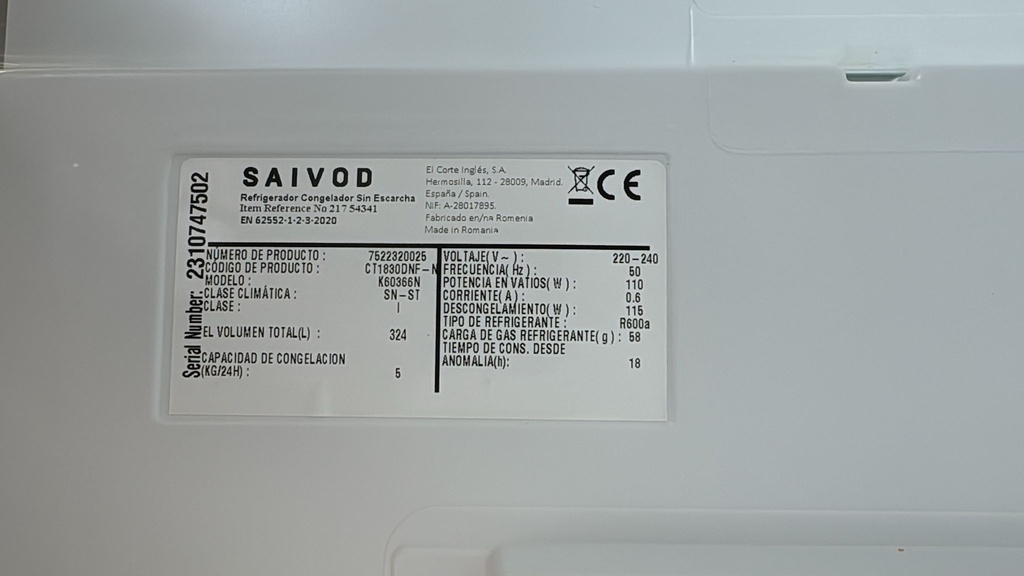 Serial Number: 2310747502
SAIVOD
Refrigerador Congelador Sin Escarcha
Item Reference No 217 54341
EN 62552-1-2-3-2020
El Corte Inglés, S.A.
Hermosilla, 112 - 28009, Madrid.
España / Spain.
NIF: A-28017895.
Fabricado en/na Romenia
Made in Romania
CE
NÚMERO DE PRODUCTO : 7522320025
CÓDIGO DE PRODUCTO : CT1830DNF-N
MODELO : K60366N
CLASE CLIMÁTICA : SN-ST
CLASE : I
EL VOLUMEN TOTAL(L) : 324
CAPACIDAD DE CONGELACION
(KG/24H) : 5
VOLTAJE( V ~ ) : 220-240
FRECUENCIA( Hz ) : 50
POTENCIA EN VATIOS( W ) : 110
CORRIENTE( A ) : 0.6
DESCONGELAMIENTO( W ) : 115
TIPO DE REFRIGERANTE : R600a
CARGA DE GAS REFRIGERANTE( g ) : 58
TIEMPO DE CONS. DESDE
ANOMALIA(h): 18